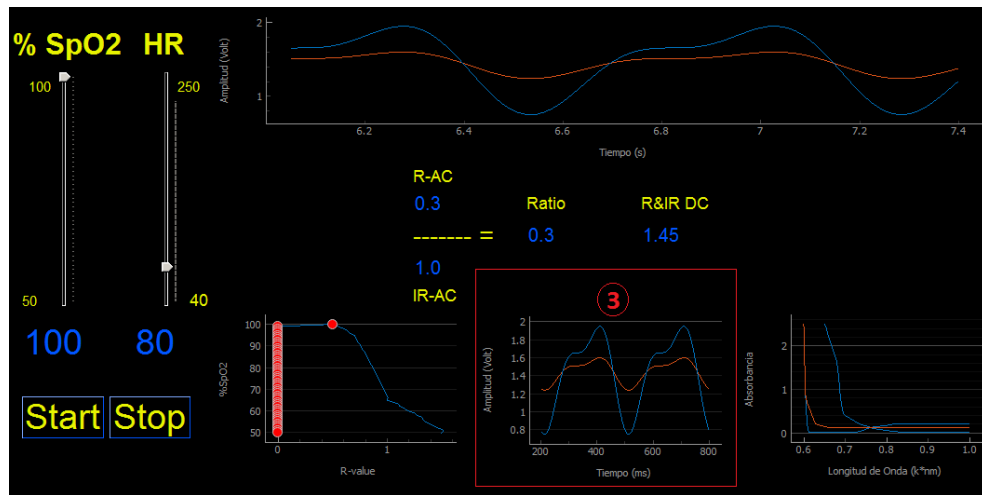 % SpO2 HR
100 250
50 40
100 80
Start Stop
Amplitud (Volt)
2
1
6.2 6.4 6.6 6.8 7 7.2 7.4
Tiempo (s)
R-AC
0.3
------- =
1.0
IR-AC
Ratio
0.3
R&IR DC
1.45
%SpO2
100
90
80
70
60
50
0 1
R-value
3
Amplitud (Volt)
2
1.8
1.6
1.4
1.2
1
0.8
200 400 600 800
Tiempo (ms)
Absorbancia
2
1
0
0.6 0.7 0.8 0.9 1.0
Longitud de Onda (k*nm)